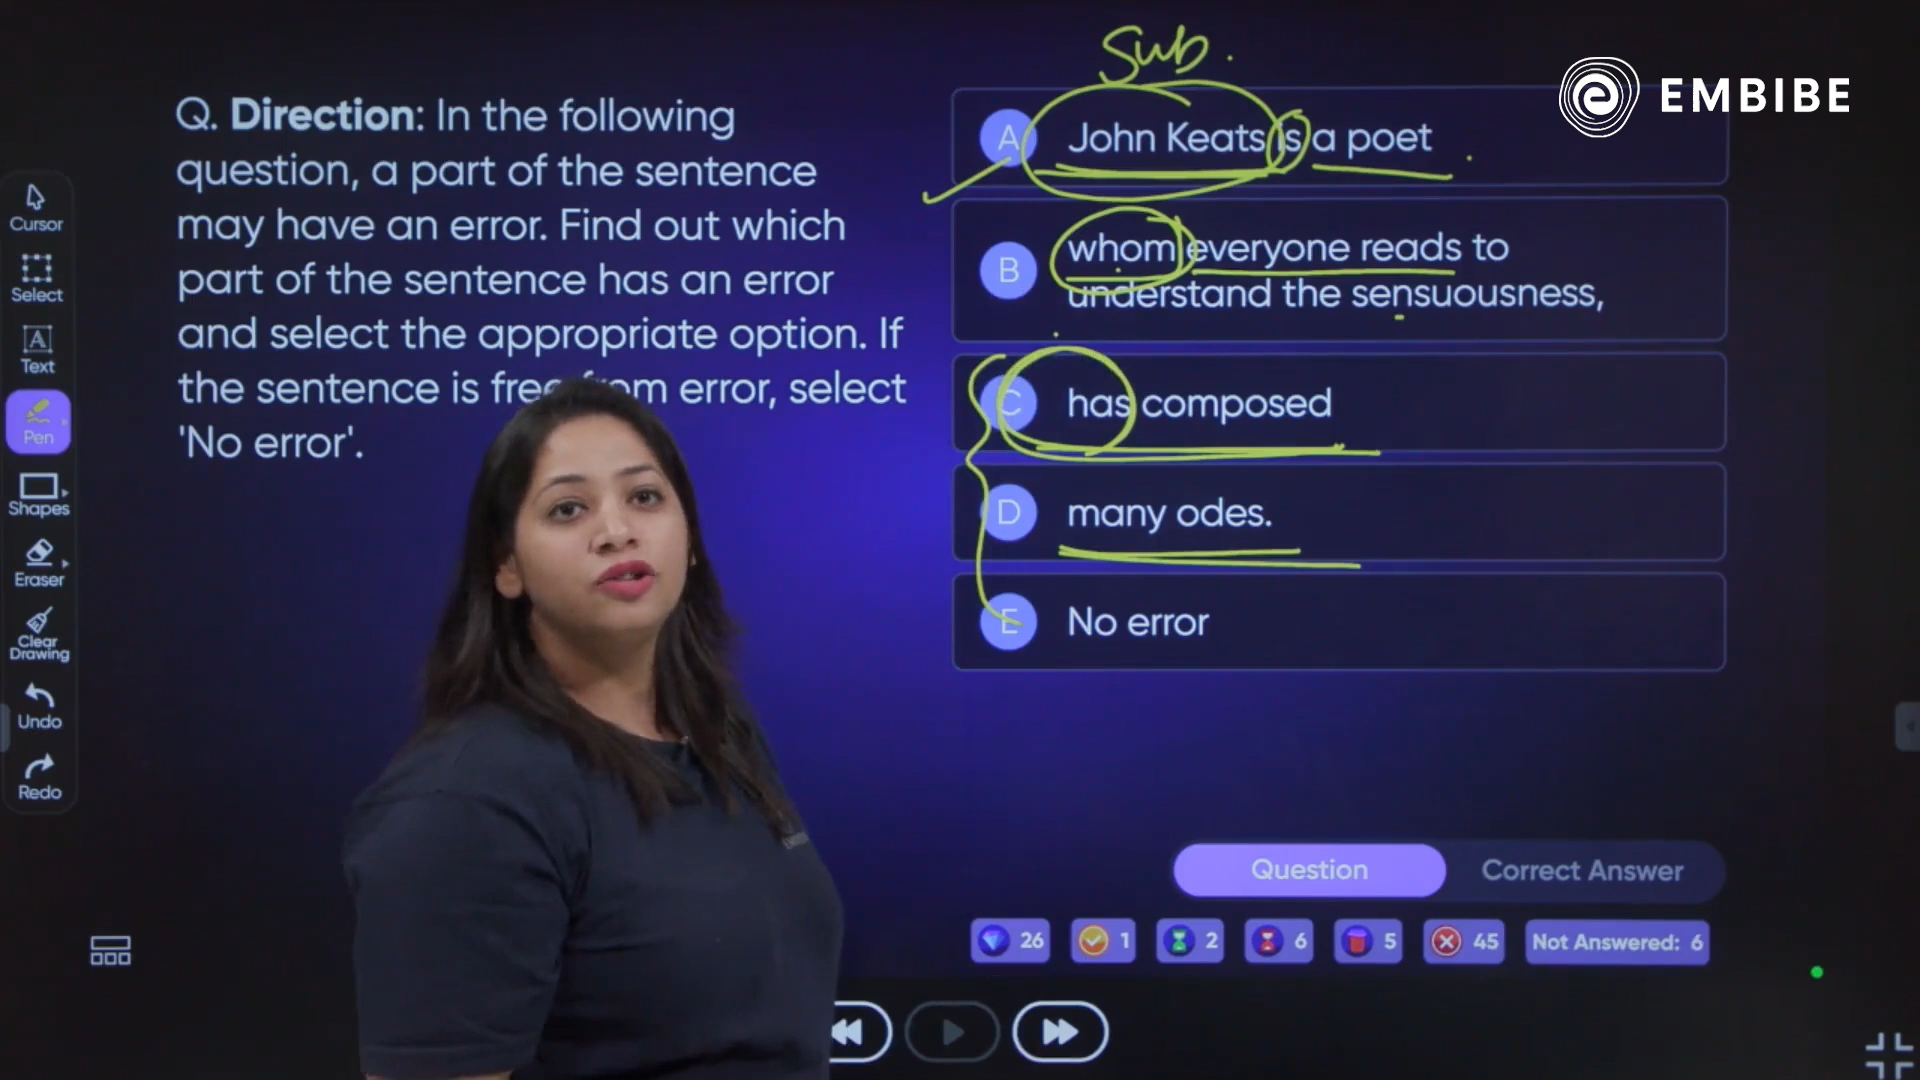 Sub.
EMBIBE
Q. Direction: In the following
question, a part of the sentence
may have an error. Find out which
part of the sentence has an error
and select the appropriate option. If
the sentence is free from error, select
'No error'.
A John Keats is a poet
B whom everyone reads to
understand the sensuousness,
C has composed
D many odes.
E No error
Cursor
Select
A
Text
Pen
Shapes
Eraser
Clear
Drawing
Undo
Redo
Question Correct Answer
26 1 2 6 5 45 Not Answered: 6